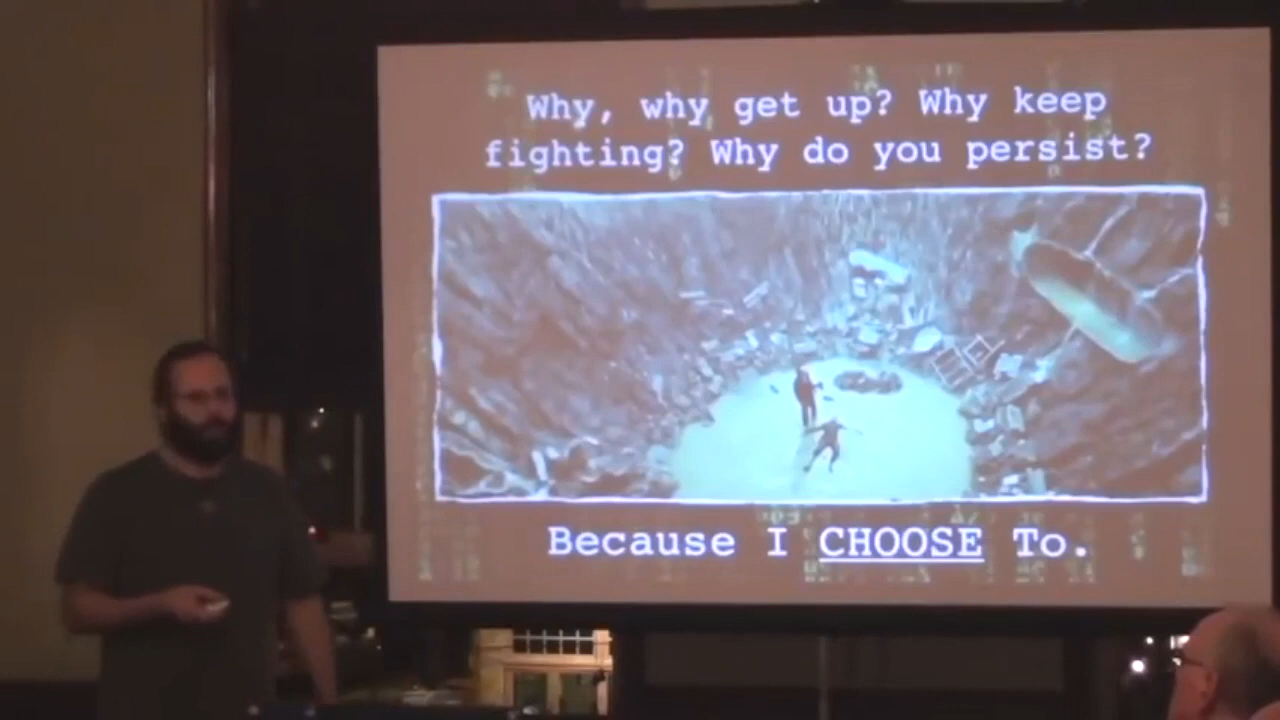 Why, why get up? Why keep
fighting? Why do you persist?
Because I CHOOSE To.